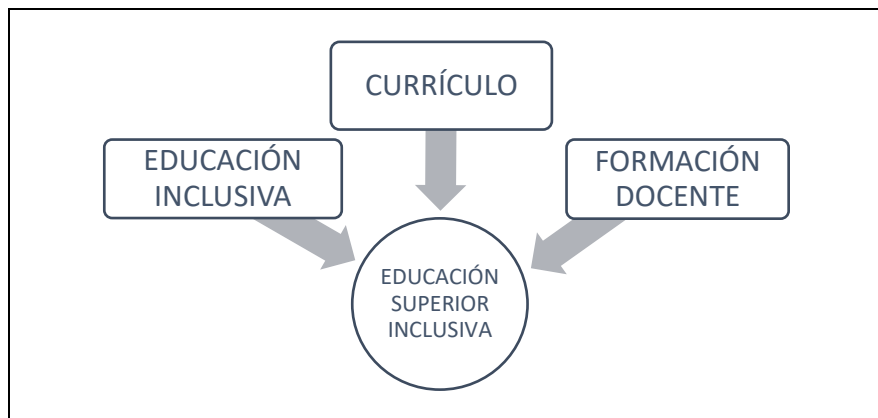 CURRÍCULO
EDUCACIÓN
INCLUSIVA
FORMACIÓN
DOCENTE
EDUCACIÓN
SUPERIOR
INCLUSIVA